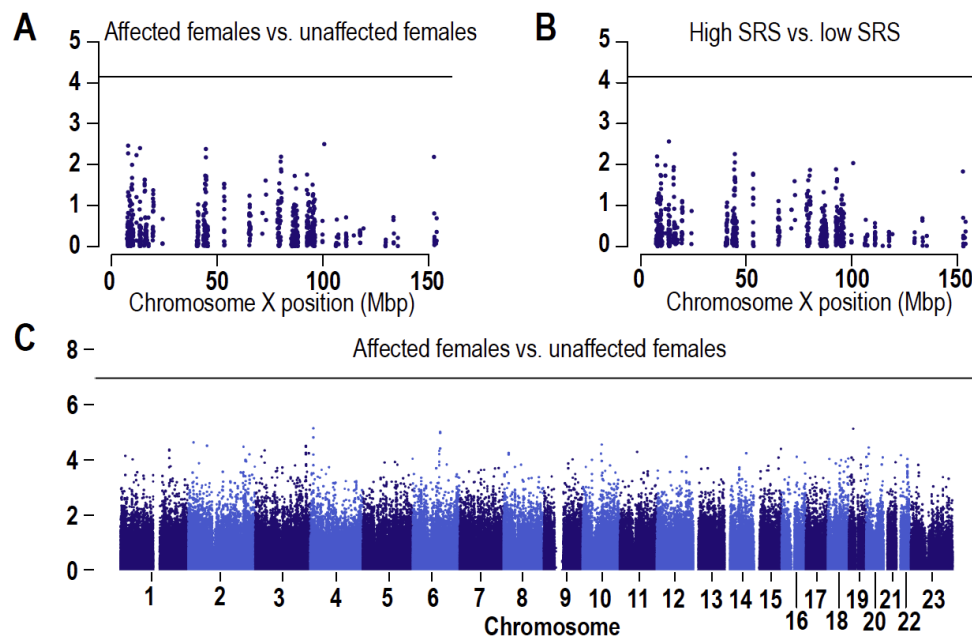 A
Affected females vs. unaffected females
5
4
3
2
1
0
0 50 100 150
Chromosome X position (Mbp)
B
High SRS vs. low SRS
5
4
3
2
1
0
0 50 100 150
Chromosome X position (Mbp)
C
Affected females vs. unaffected females
8
6
4
2
0
1 2 3 4 5 6 7 8 9 10 11 12 13 14 15 17 19 21 23
16 18 20 22
Chromosome